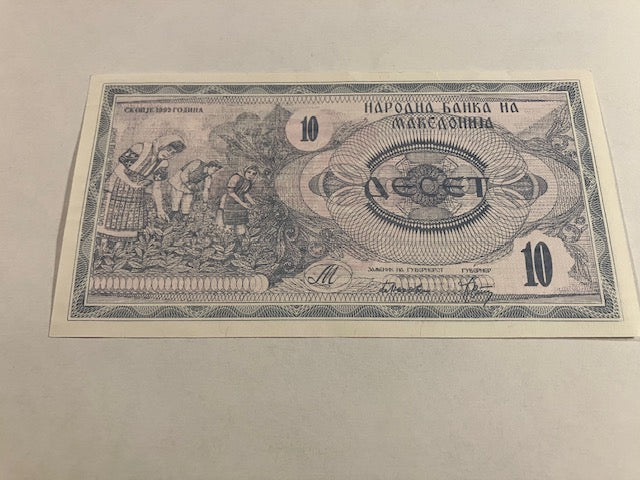 СКОПЈЕ 1992 ГОДИНА
НАРОДНА БАНКА НА
МАКЕДОНИЈА
10
ДЕСЕТ
М
ЗАМЕНИК НА ГУВЕРНЕРОТ ГУВЕРНЕР
10